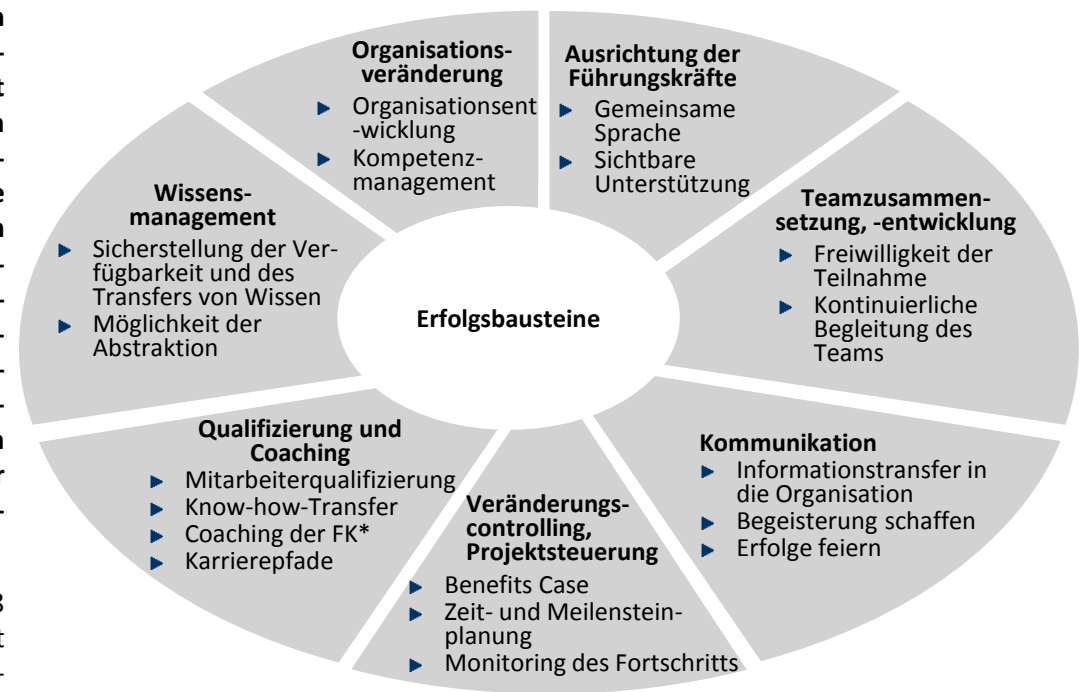 n
-
t
n
-
e
n
-
-
-
-
-
n
r
-
8
t
-
Organisations-
veränderung
▶ Organisationsent
-wicklung
▶ Kompetenz-
management
Ausrichtung der
Führungskräfte
▶ Gemeinsame
Sprache
▶ Sichtbare
Unterstützung
Teamzusammen-
setzung, -entwicklung
▶ Freiwilligkeit der
Teilnahme
▶ Kontinuierliche
Begleitung des
Teams
Kommunikation
▶ Informationstransfer in
die Organisation
▶ Begeisterung schaffen
▶ Erfolge feiern
Veränderungs-
controlling,
Projektsteuerung
▶ Benefits Case
▶ Zeit- und Meilenstein-
planung
▶ Monitoring des Fortschritts
Qualifizierung und
Coaching
▶ Mitarbeiterqualifizierung
▶ Know-how-Transfer
▶ Coaching der FK*
▶ Karrierepfade
Wissens-
management
▶ Sicherstellung der Ver-
fügbarkeit und des
Transfers von Wissen
▶ Möglichkeit der
Abstraktion
Erfolgsbausteine